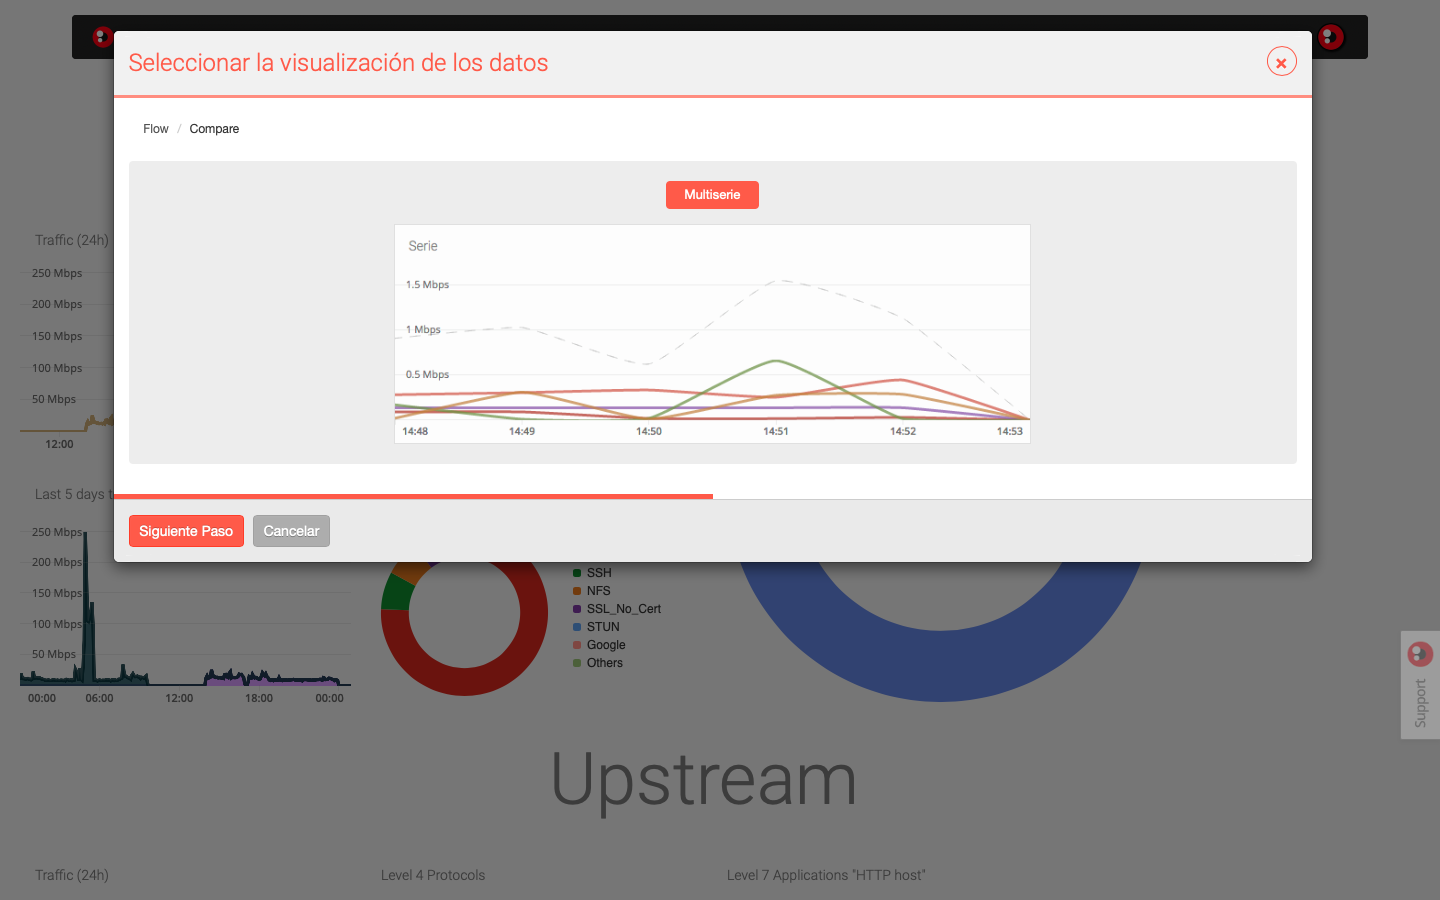 Seleccionar la visualización de los datos
Flow / Compare
Multiserie
Serie
1.5 Mbps
1 Mbps
0.5 Mbps
14:48 14:49 14:50 14:51 14:52 14:53
Siguiente Paso Cancelar
Traffic (24h)
250 Mbps
200 Mbps
150 Mbps
100 Mbps
50 Mbps
12:00
Last 5 days
250 Mbps
200 Mbps
150 Mbps
100 Mbps
50 Mbps
00:00 06:00 12:00 18:00 00:00
SSH
NFS
SSL_No_Cert
STUN
Google
Others
Support
Upstream
Traffic (24h)
Level 4 Protocols
Level 7 Applications "HTTP host"